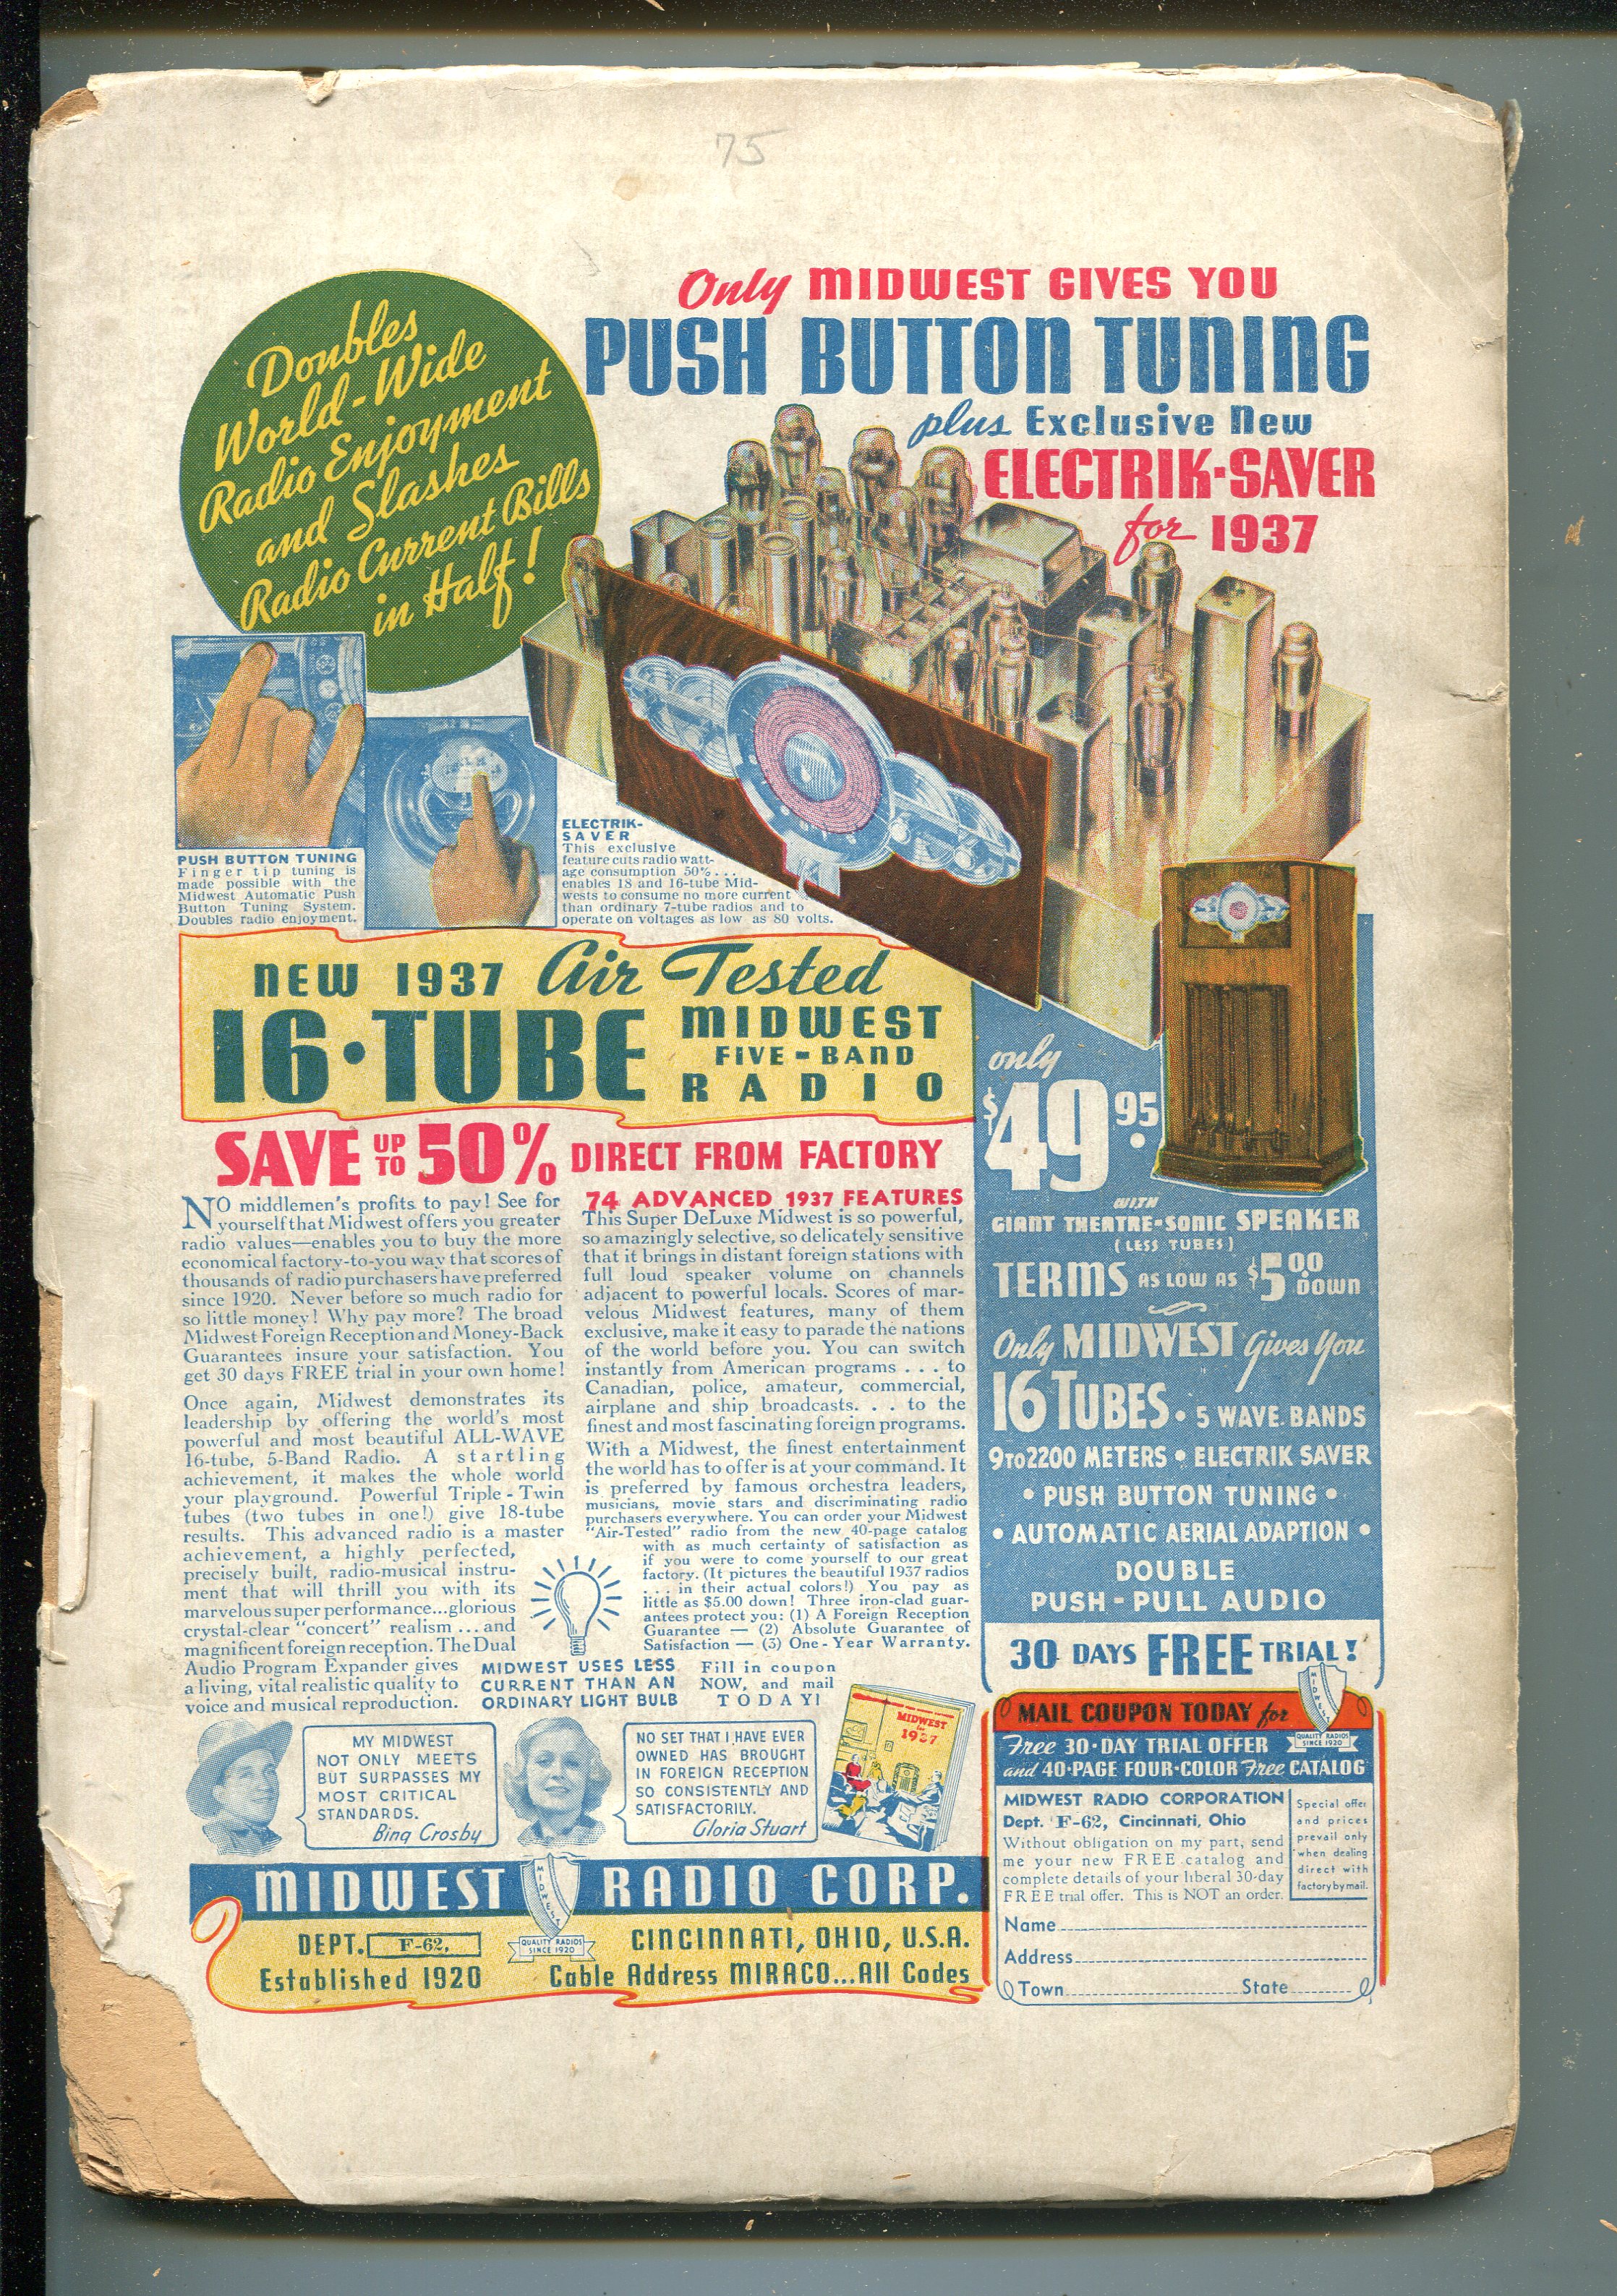 75
Only MIDWEST GIVES YOU
PUSH BUTTON TUNING
plus Exclusive New
ELECTRIK-SAVER
for 1937
Doubles
World-Wide
Radio Enjoyment
and Slashes
Radio Current Bills
in Half!
PUSH BUTTON TUNING
Finger tip tuning is
made possible with the
Midwest Automatic Push
Button Tuning System.
Doubles radio enjoyment.
ELECTRIK-
SAVER
This exclusive
feature cuts radio watt-
age consumption 50%...
enables 18 and 16-tube Mid-
wests to consume no more current
than ordinary 7-tube radios and to
operate on voltages as low as 80 volts.
NEW 1937 Air Tested
16-TUBE MIDWEST
FIVE-BAND
RADIO
SAVE UP TO 50% DIRECT FROM FACTORY
NO middlemen's profits to pay! See for
yourself that Midwest offers you greater
radio values—enables you to buy the more
economical factory-to-you way that scores of
thousands of radio purchasers have preferred
since 1920. Never before so much radio for
so little money! Why pay more? The broad
Midwest Foreign Reception and Money-Back
Guarantees insure your satisfaction. You
get 30 days FREE trial in your own home!
Once again, Midwest demonstrates its
leadership by offering the world's most
powerful and most beautiful ALL-WAVE
16-tube, 5-Band Radio. A startling
achievement, it makes the whole world
your playground. Powerful Triple-Twin
tubes (two tubes in one!) give 18-tube
results. This advanced radio is a master
achievement, a highly perfected,
precisely built, radio-musical instru-
ment that will thrill you with its
marvelous super performance...glorious
crystal-clear "concert" realism ...and
magnificent foreign reception. The Dual
Audio Program Expander gives
a living, vital realistic quality to
voice and musical reproduction.
74 ADVANCED 1937 FEATURES
This Super DeLuxe Midwest is so powerful,
so amazingly selective, so delicately sensitive
that it brings in distant foreign stations with
full loud speaker volume on channels
adjacent to powerful locals. Scores of mar-
velous Midwest features, many of them
exclusive, make it easy to parade the nations
of the world before you. You can switch
instantly from American programs . . . to
Canadian, police, amateur, commercial,
airplane and ship broadcasts. . . to the
finest and most fascinating foreign programs.
With a Midwest, the finest entertainment
the world has to offer is at your command. It
is preferred by famous orchestra leaders,
musicians, movie stars and discriminating radio
purchasers everywhere. You can order your Midwest
"Air-Tested" radio from the new 40-page catalog
with as much certainty of satisfaction as
if you were to come yourself to our great
factory. (It pictures the beautiful 1937 radios
. . . in their actual colors!) You pay as
little as $5.00 down! Three iron-clad guar-
antees protect you: (1) A Foreign Reception
Guarantee — (2) Absolute Guarantee of
Satisfaction — (3) One-Year Warranty.
MIDWEST USES LESS
CURRENT THAN AN
ORDINARY LIGHT BULB
Fill in coupon
NOW, and mail
TODAY!
only
$49.95
WITH
GIANT THEATRE-SONIC SPEAKER
(LESS TUBES)
TERMS AS LOW AS $5.00 DOWN
Only MIDWEST Gives You
16 TUBES • 5 WAVE BANDS
9 TO 2200 METERS • ELECTRIK SAVER
• PUSH BUTTON TUNING •
• AUTOMATIC AERIAL ADAPTION •
DOUBLE
PUSH-PULL AUDIO
30 DAYS FREE TRIAL!
MY MIDWEST
NOT ONLY MEETS
BUT SURPASSES MY
MOST CRITICAL
STANDARDS.
Bing Crosby
NO SET THAT I HAVE EVER
OWNED HAS BROUGHT
IN FOREIGN RECEPTION
SO CONSISTENTLY AND
SATISFACTORILY.
Gloria Stuart
MIDWEST
for
1937
MIDWEST RADIO CORP.
MIDWEST
QUALITY RADIOS
SINCE 1920
DEPT. F-62,
Established 1920
CINCINNATI, OHIO, U.S.A.
Cable Address MIRACO...All Codes
MAIL COUPON TODAY for
MIDWEST
QUALITY RADIOS
SINCE 1920
Free 30-DAY TRIAL OFFER
and 40-PAGE FOUR-COLOR Free CATALOG
MIDWEST RADIO CORPORATION
Dept. F-62, Cincinnati, Ohio
Without obligation on my part, send
me your new FREE catalog and
complete details of your liberal 30-day
FREE trial offer. This is NOT an order.
Special offer
and prices
prevail only
when dealing
direct with
factory by mail.
Name
Address
Town State